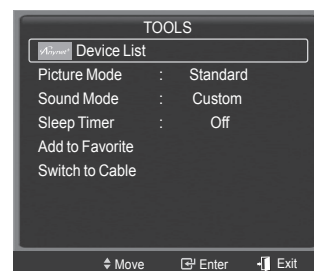 TOOLS
Anynet+ Device List
Picture Mode : Standard
Sound Mode : Custom
Sleep Timer : Off
Add to Favorite
Switch to Cable
Move Enter Exit